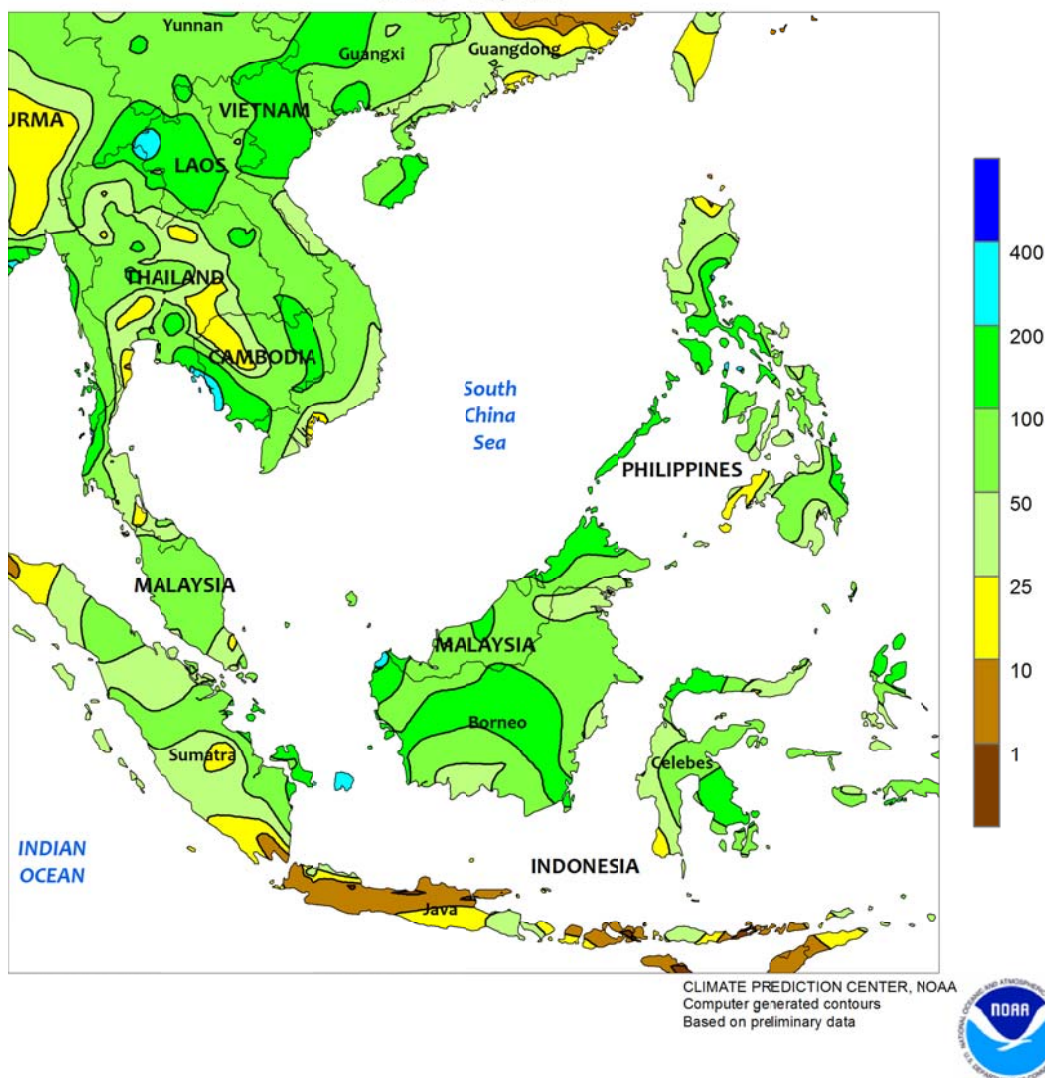 Yunnan
Guangxi
Guangdong
URMA
VIETNAM
LAOS
THAILAND
CAMBODIA
South
China
Sea
PHILIPPINES
MALAYSIA
MALAYSIA
Borneo
Sumatra
Celebes
INDIAN
OCEAN
INDONESIA
Java
400
200
100
50
25
10
1
CLIMATE PREDICTION CENTER, NOAA
Computer generated contours
Based on preliminary data
NOAA